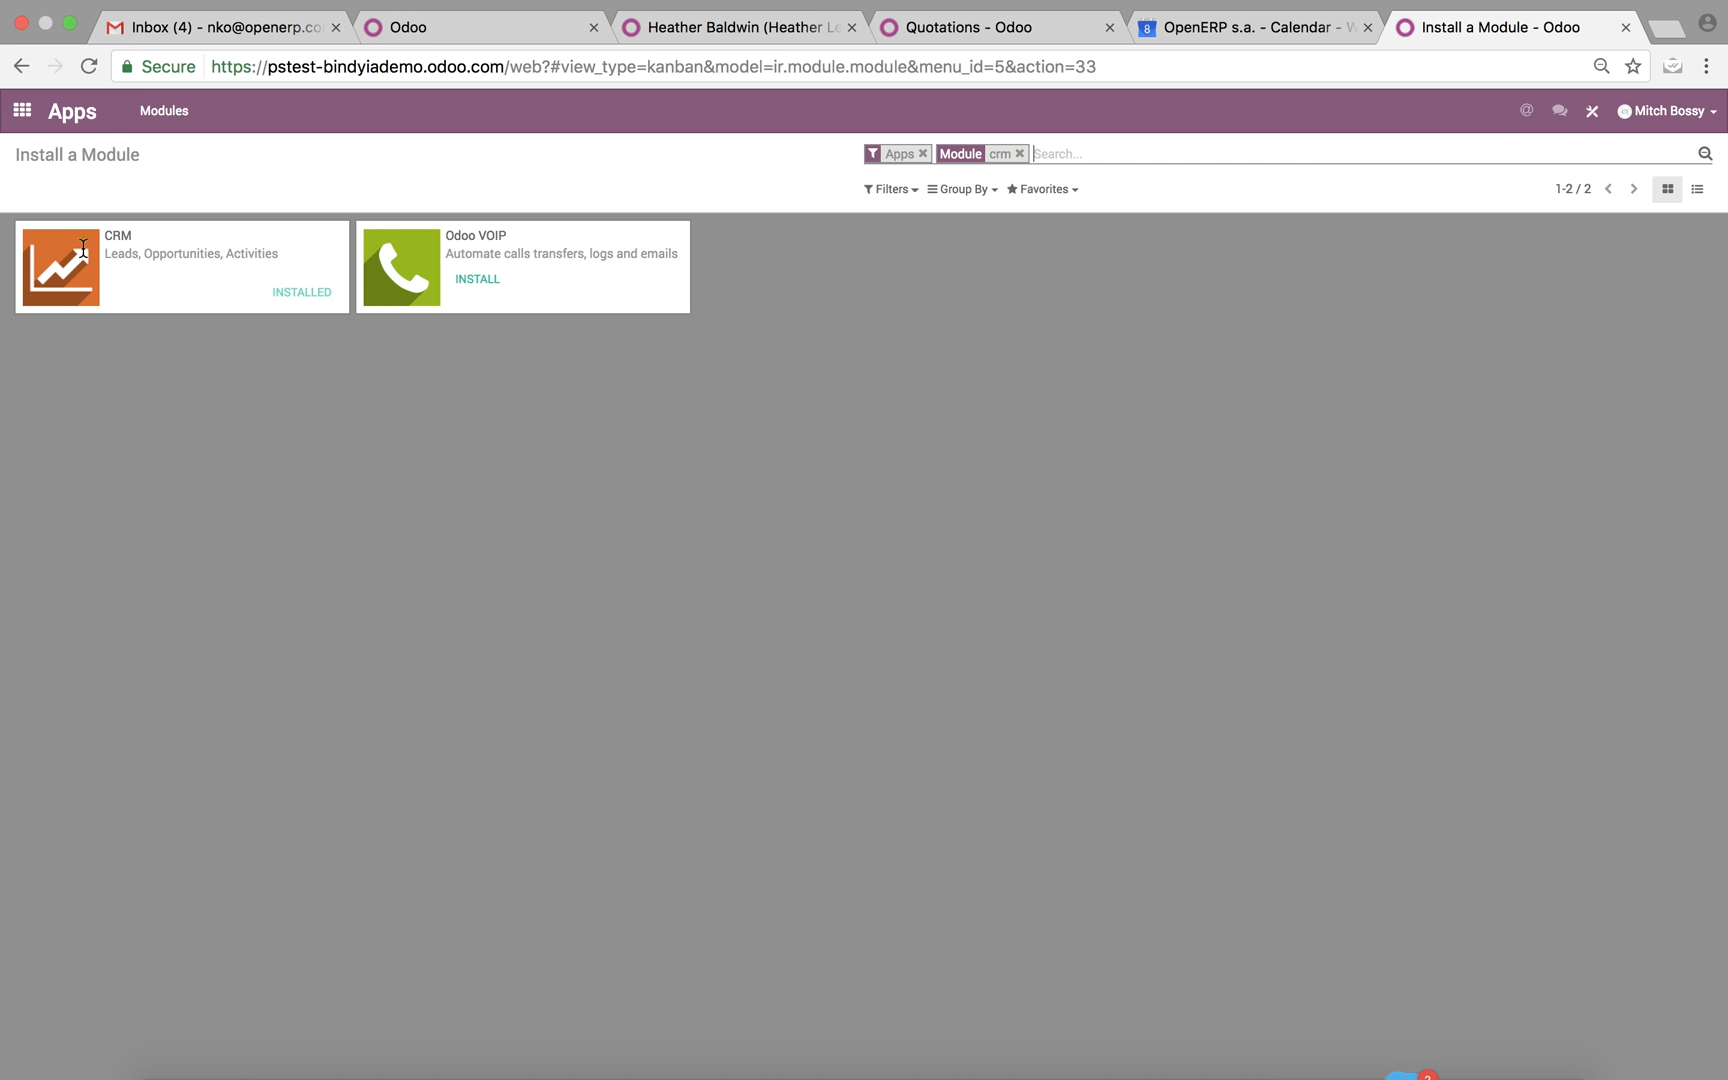 Inbox (4) - nko@openerp.co
Odoo
Heather Baldwin (Heather Le
Quotations - Odoo
8
OpenERP s.a. - Calendar - W
Install a Module - Odoo
Secure
https://pstest-bindyiademo.odoo.com/web?#view_type=kanban&model=ir.module.module&menu_id=5&action=33
Apps
Modules
@
Mitch Bossy
Install a Module
Apps
Module crm
Search...
Filters
Group By
Favorites
1-2 / 2
CRM
Leads, Opportunities, Activities
INSTALLED
Odoo VOIP
Automate calls transfers, logs and emails
INSTALL